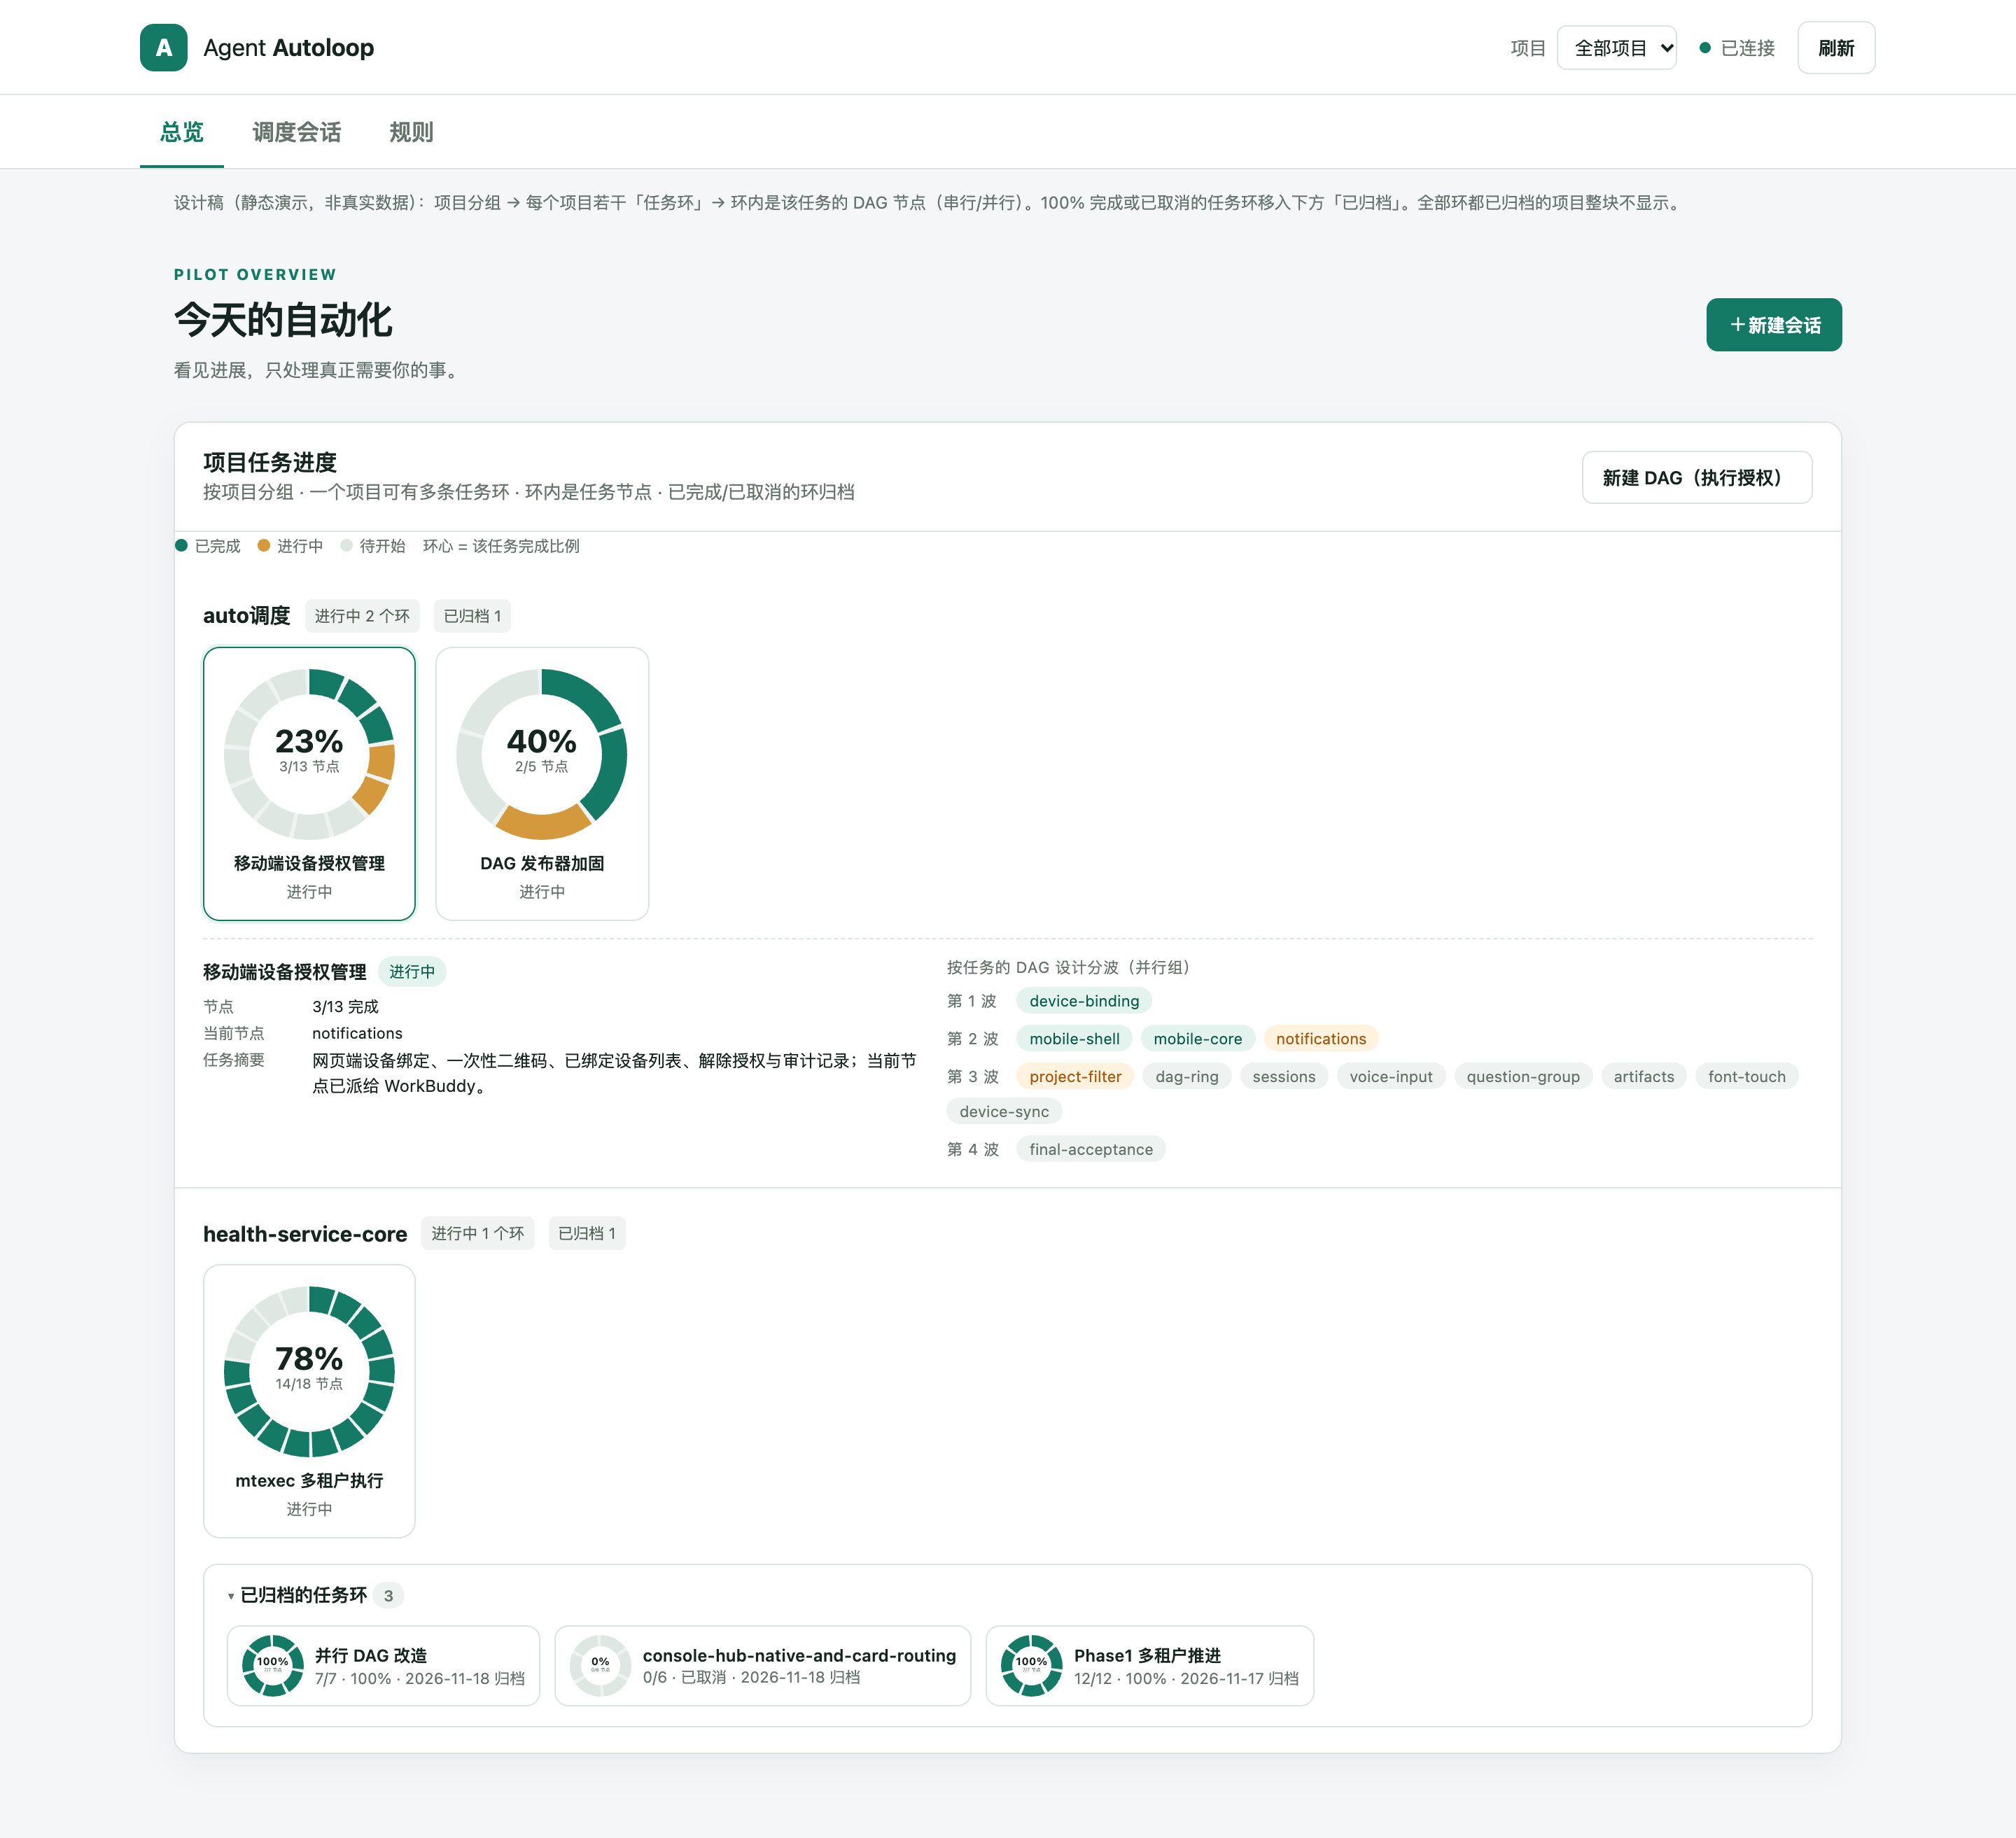 A
Agent Autoloop
项目 全部项目 已连接 刷新
总览 调度会话 规则
设计稿（静态演示，非真实数据）：项目分组 → 每个项目若干「任务环」→ 环内是该任务的 DAG 节点（串行/并行）。100% 完成或已取消的任务环移入下方「已归档」。全部环都已归档的项目整块不显示。
PILOT OVERVIEW
今天的自动化
看见进展，只处理真正需要你的事。
＋新建会话
项目任务进度
按项目分组 · 一个项目可有多条任务环 · 环内是任务节点 · 已完成/已取消的环归档
新建 DAG（执行授权）
已完成 进行中 待开始 环心 = 该任务完成比例
auto调度 进行中 2 个环 已归档 1
23%
3/13 节点
移动端设备授权管理
进行中
40%
2/5 节点
DAG 发布器加固
进行中
移动端设备授权管理 进行中
节点 3/13 完成
当前节点 notifications
任务摘要 网页端设备绑定、一次性二维码、已绑定设备列表、解除授权与审计记录；当前节
点已派给 WorkBuddy。
按任务的 DAG 设计分波（并行组）
第 1 波 device-binding
第 2 波 mobile-shell mobile-core notifications
第 3 波 project-filter dag-ring sessions voice-input question-group artifacts font-touch
device-sync
第 4 波 final-acceptance
health-service-core 进行中 1 个环 已归档 1
78%
14/18 节点
mtexec 多租户执行
进行中
▾ 已归档的任务环 3
100%
并行 DAG 改造
7/7 · 100% · 2026-11-18 归档
0%
console-hub-native-and-card-routing
0/6 · 已取消 · 2026-11-18 归档
100%
Phase1 多租户推进
12/12 · 100% · 2026-11-17 归档